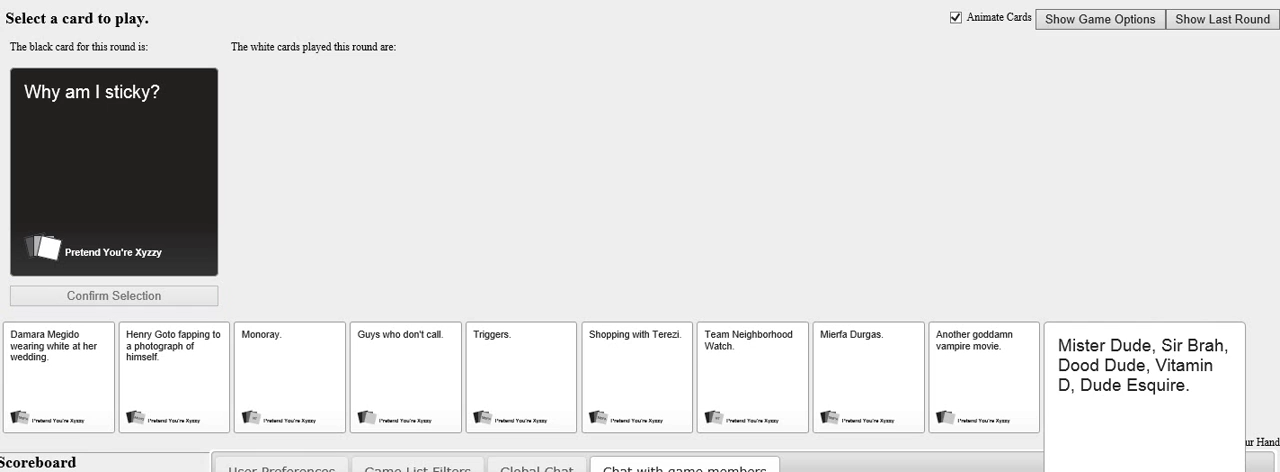 Select a card to play.
Animate Cards
Show Game Options
Show Last Round
The black card for this round is:
The white cards played this round are:
Why am I sticky?
Pretend You're Xyzzy
Confirm Selection
Damara Megido
wearing white at her
wedding.
Pretend You're Xyzzy
Henry Goto fapping to
a photograph of
himself.
Pretend You're Xyzzy
Monoray.
Pretend You're Xyzzy
Guys who don't call.
Pretend You're Xyzzy
Triggers.
Pretend You're Xyzzy
Shopping with Terezi.
Pretend You're Xyzzy
Team Neighborhood
Watch.
Pretend You're Xyzzy
Mierfa Durgas.
Pretend You're Xyzzy
Another goddamn
vampire movie.
Pretend You're Xyzzy
Mister Dude, Sir Brah,
Dood Dude, Vitamin
D, Dude Esquire.
Hand
Scoreboard
User Preferences
Game List Filters
Global Chat
Chat with game members